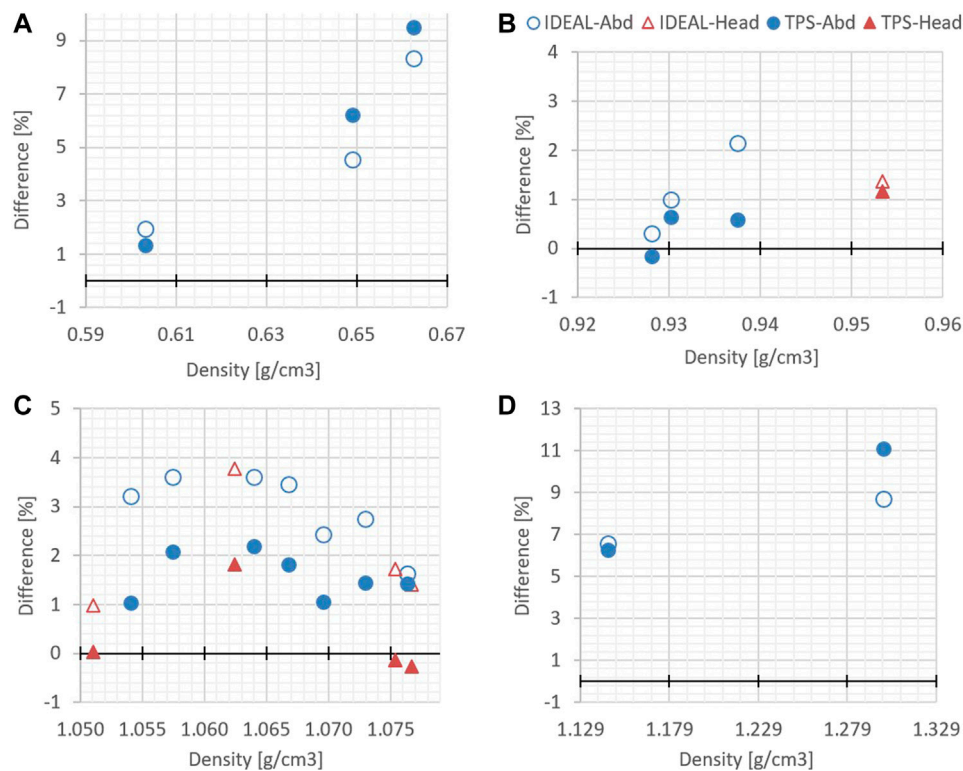 A
B
IDEAL-Abd IDEAL-Head TPS-Abd TPS-Head
Difference [%]
9
7
5
3
1
-1
0.59 0.61 0.63 0.65 0.67
Density [g/cm3]
Difference [%]
4
3
2
1
0
-1
0.92 0.93 0.94 0.95 0.96
Density [g/cm3]
C
Difference [%]
5
4
3
2
1
0
-1
1.050 1.055 1.060 1.065 1.070 1.075
Density [g/cm3]
D
Difference [%]
13
11
9
7
5
3
1
-1
1.129 1.179 1.229 1.279 1.329
Density [g/cm3]